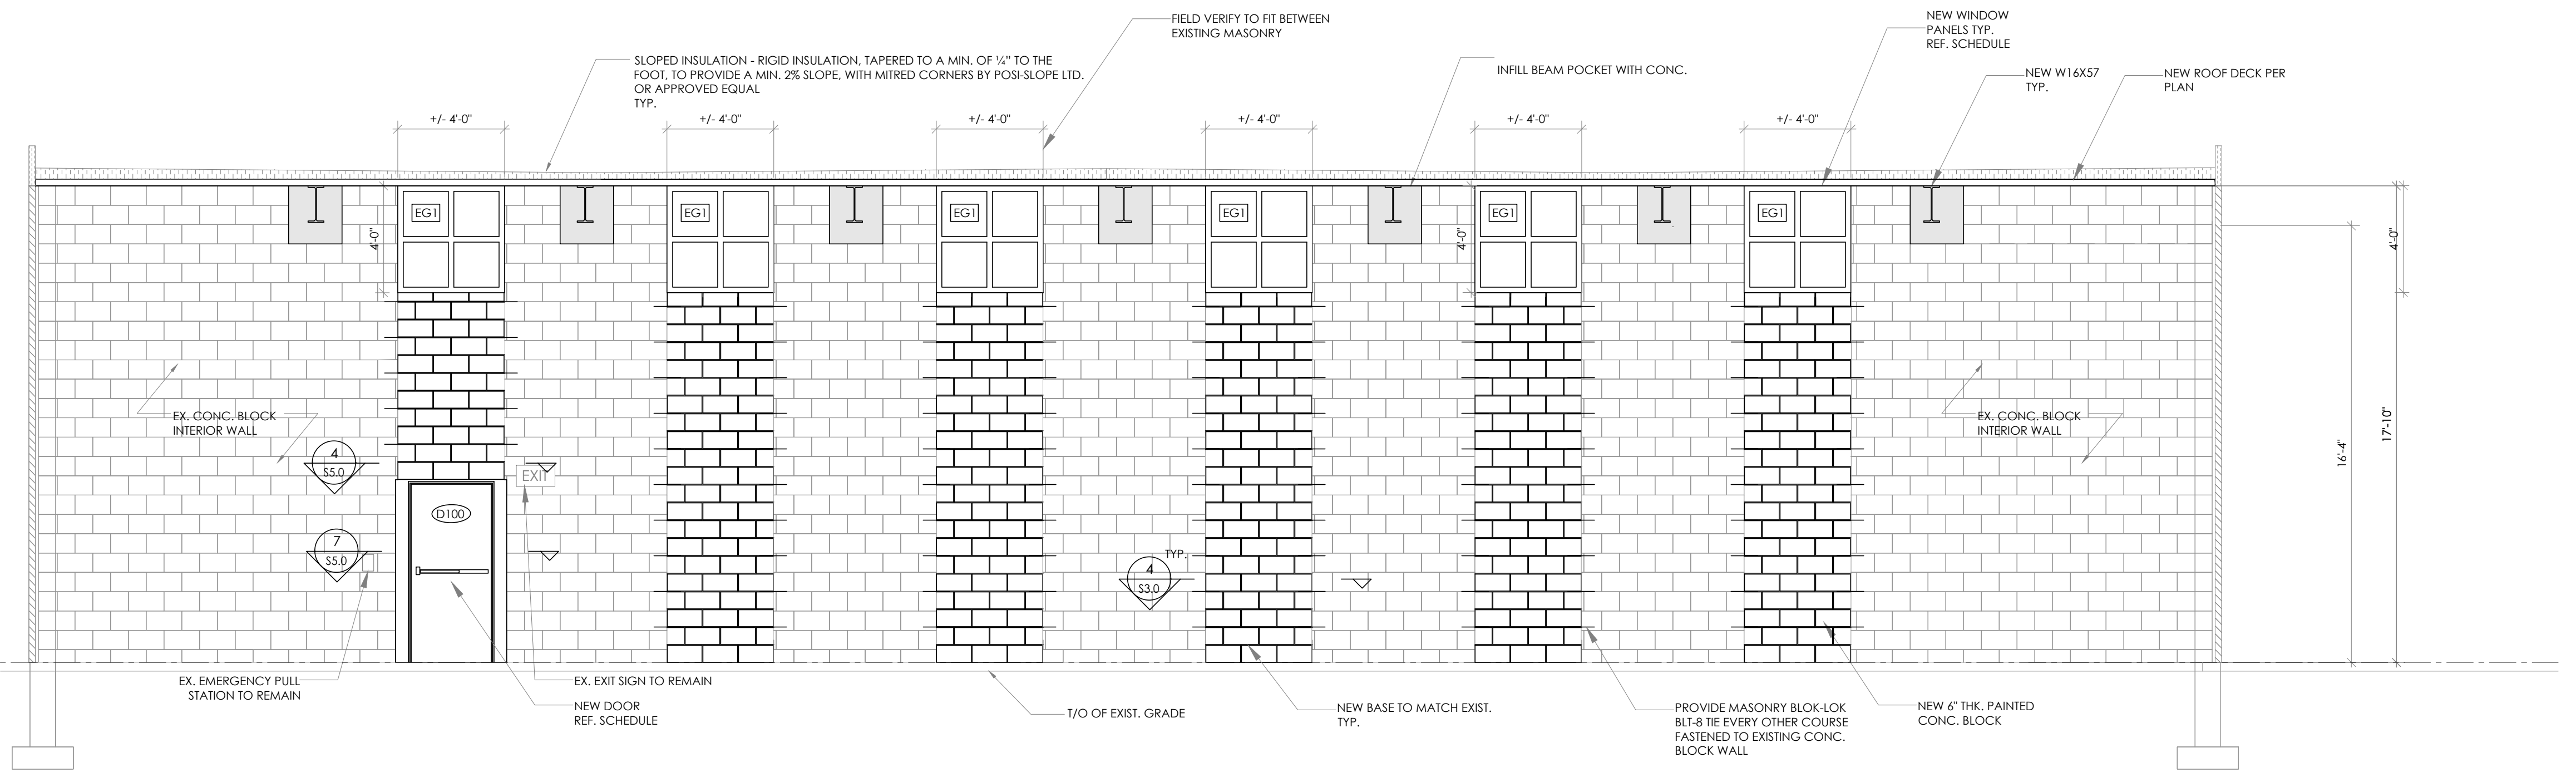 FIELD VERIFY TO FIT BETWEEN
EXISTING MASONRY
NEW WINDOW
PANELS TYP.
REF. SCHEDULE
SLOPED INSULATION - RIGID INSULATION, TAPERED TO A MIN. OF ¼" TO THE
FOOT, TO PROVIDE A MIN. 2% SLOPE, WITH MITRED CORNERS BY POSI-SLOPE LTD.
OR APPROVED EQUAL
TYP.
INFILL BEAM POCKET WITH CONC.
NEW W16X57
TYP.
NEW ROOF DECK PER
PLAN
+/- 4'-0"
+/- 4'-0"
+/- 4'-0"
+/- 4'-0"
+/- 4'-0"
+/- 4'-0"
EG1
EG1
EG1
EG1
EG1
EG1
4'-0"
4'-0"
4'-0"
EX. CONC. BLOCK
INTERIOR WALL
EX. CONC. BLOCK
INTERIOR WALL
16'-4"
17'-10"
4
S5.0
EXIT
D100
7
S5.0
TYP.
4
S3.0
EX. EMERGENCY PULL
STATION TO REMAIN
EX. EXIT SIGN TO REMAIN
NEW DOOR
REF. SCHEDULE
T/O OF EXIST. GRADE
NEW BASE TO MATCH EXIST.
TYP.
PROVIDE MASONRY BLOK-LOK
BLT-8 TIE EVERY OTHER COURSE
FASTENED TO EXISTING CONC.
BLOCK WALL
NEW 6" THK. PAINTED
CONC. BLOCK